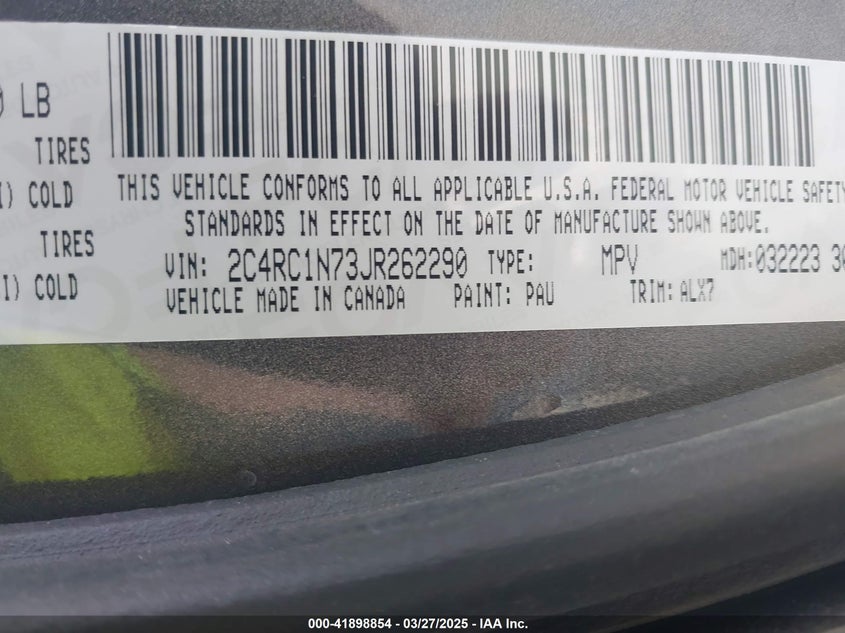 LB
TIRES
COLD
THIS VEHICLE CONFORMS TO ALL APPLICABLE U.S.A. FEDERAL MOTOR VEHICLE SAFETY
STANDARDS IN EFFECT ON THE DATE OF MANUFACTURE SHOWN ABOVE.
TIRES
VIN: 2C4RC1N73JR262290 TYPE: MPV MDH:032223
I) COLD
VEHICLE MADE IN CANADA PAINT: PAU TRIM: ALX7
000-41898854 / 03/27/2025 - IAA Inc.